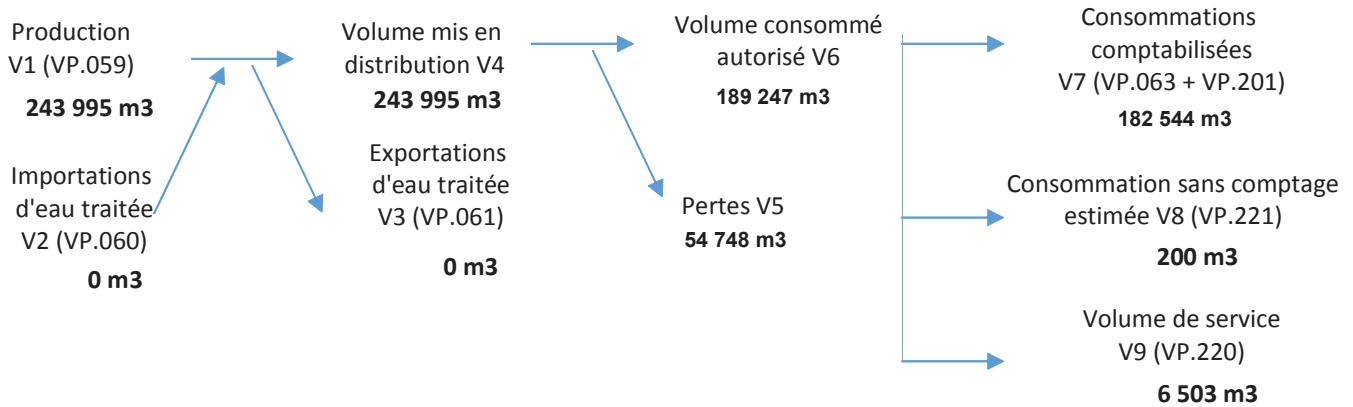 Production
V1 (VP.059)
243 995 m3
Importations
d'eau traitée
V2 (VP.060)
0 m3
Volume mis en
distribution V4
243 995 m3
Exportations
d'eau traitée
V3 (VP.061)
0 m3
Volume consommé
autorisé V6
189 247 m3
Pertes V5
54 748 m3
Consommations
comptabilisées
V7 (VP.063 + VP.201)
182 544 m3
Consommation sans comptage
estimée V8 (VP.221)
200 m3
Volume de service
V9 (VP.220)
6 503 m3